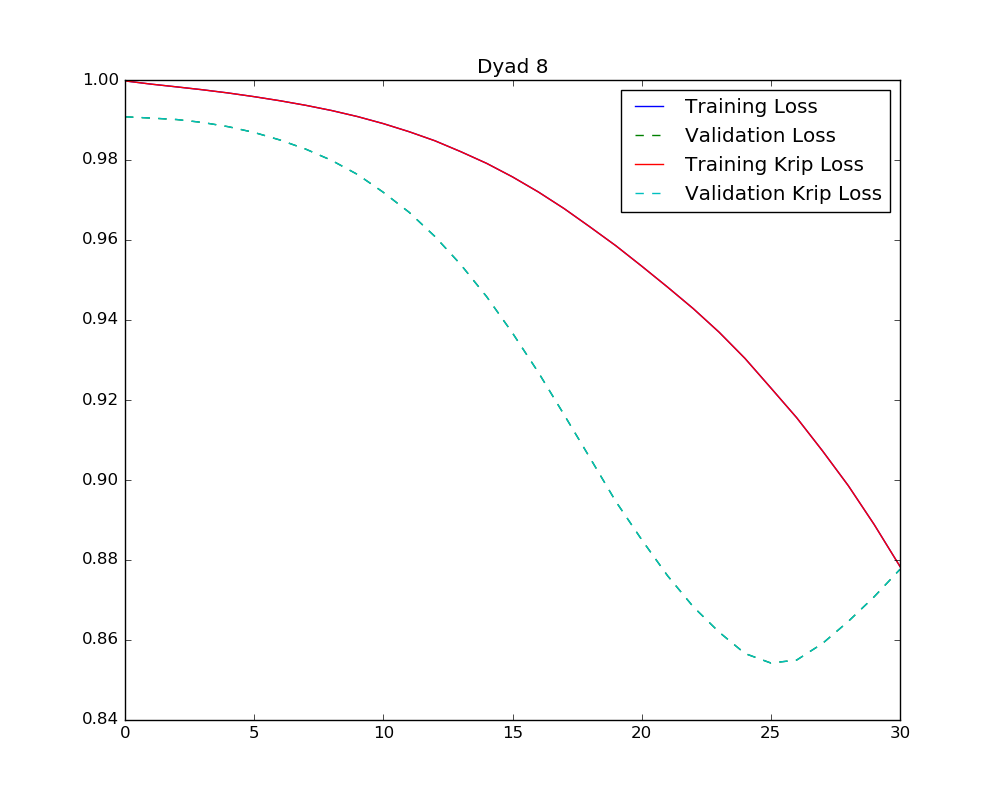 Dyad 8
1.00
0.98
0.96
0.94
0.92
0.90
0.88
0.86
0.84
Training Loss
Validation Loss
Training Krip Loss
Validation Krip Loss
0 5 10 15 20 25 30